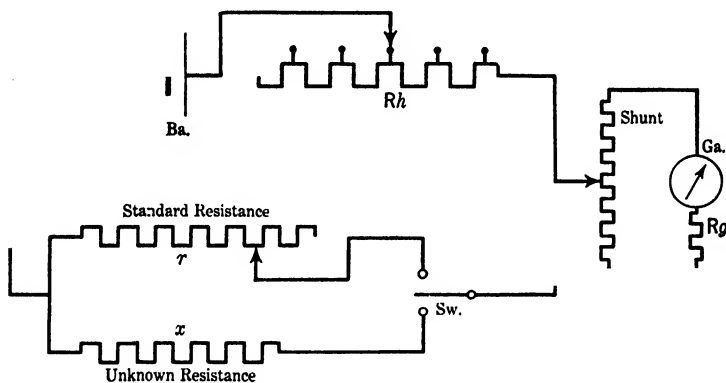 Rh
Ba.
Shunt
Ga.
Rg
Standard Resistance
r
x
Sw.
Unknown Resistance